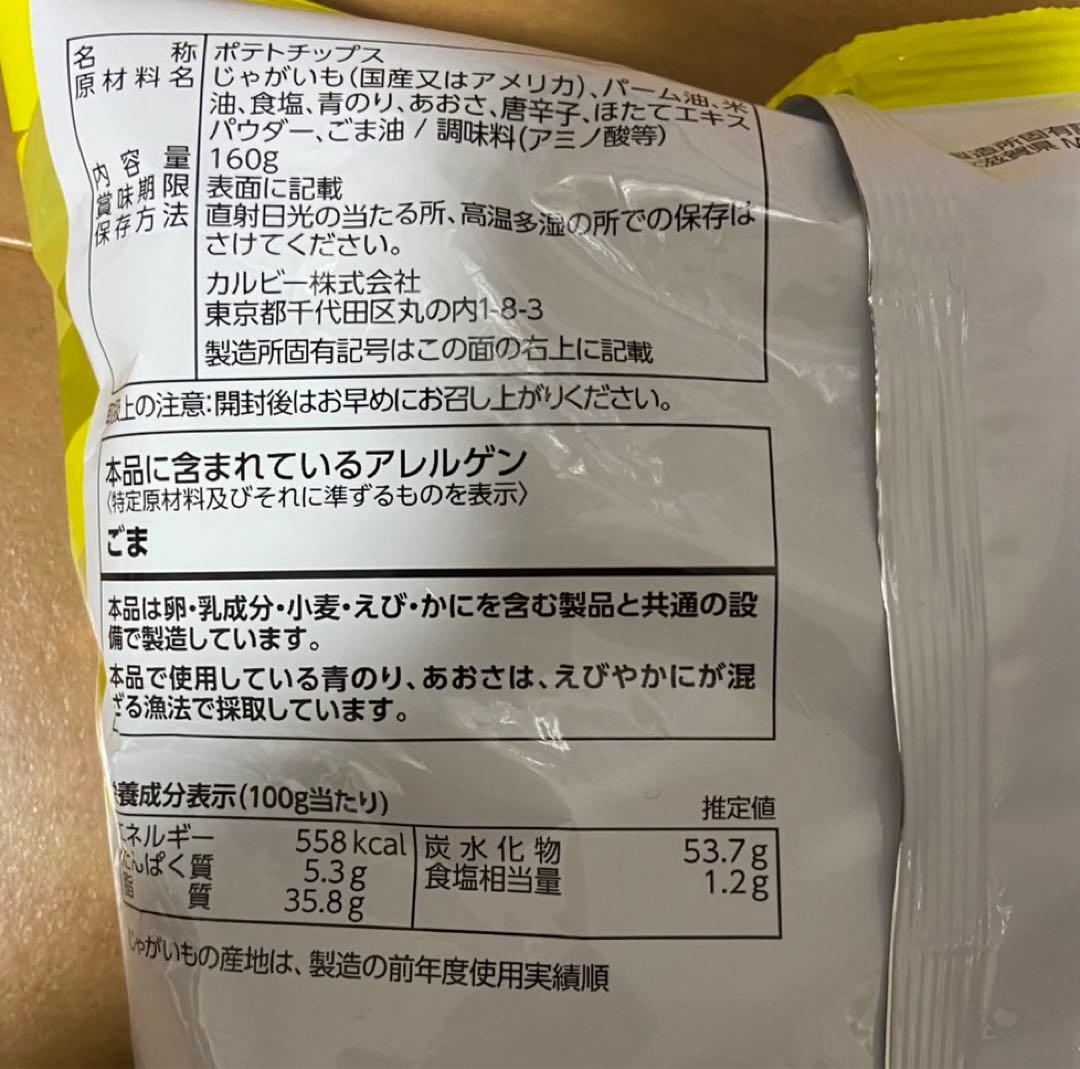 名称 ポテトチップス
原材料名 じゃがいも(国産又はアメリカ)、パーム油、米
油、食塩、青のり、あおさ、唐辛子、ほたてエキス
パウダー、ごま油 / 調味料(アミノ酸等)
内容量 160g
賞味期限 表面に記載
保存方法 直射日光の当たる所、高温多湿の所での保存は
さけてください。
カルビー株式会社
東京都千代田区丸の内1-8-3
製造所固有記号はこの面の右上に記載
扱上の注意:開封後はお早めにお召し上がりください。
本品に含まれているアレルゲン
〈特定原材料及びそれに準ずるものを表示〉
ごま
本品は卵・乳成分・小麦・えび・かにを含む製品と共通の設
備で製造しています。
本品で使用している青のり、あおさは、えびやかにが混
ざる漁法で採取しています。
養成分表示(100g当たり) 推定値
エネルギー 558kcal 炭水化物 53.7g
たんぱく質 5.3g 食塩相当量 1.2g
脂質 35.8g
じゃがいもの産地は、製造の前年度使用実績順
製造所固有
滋賀県